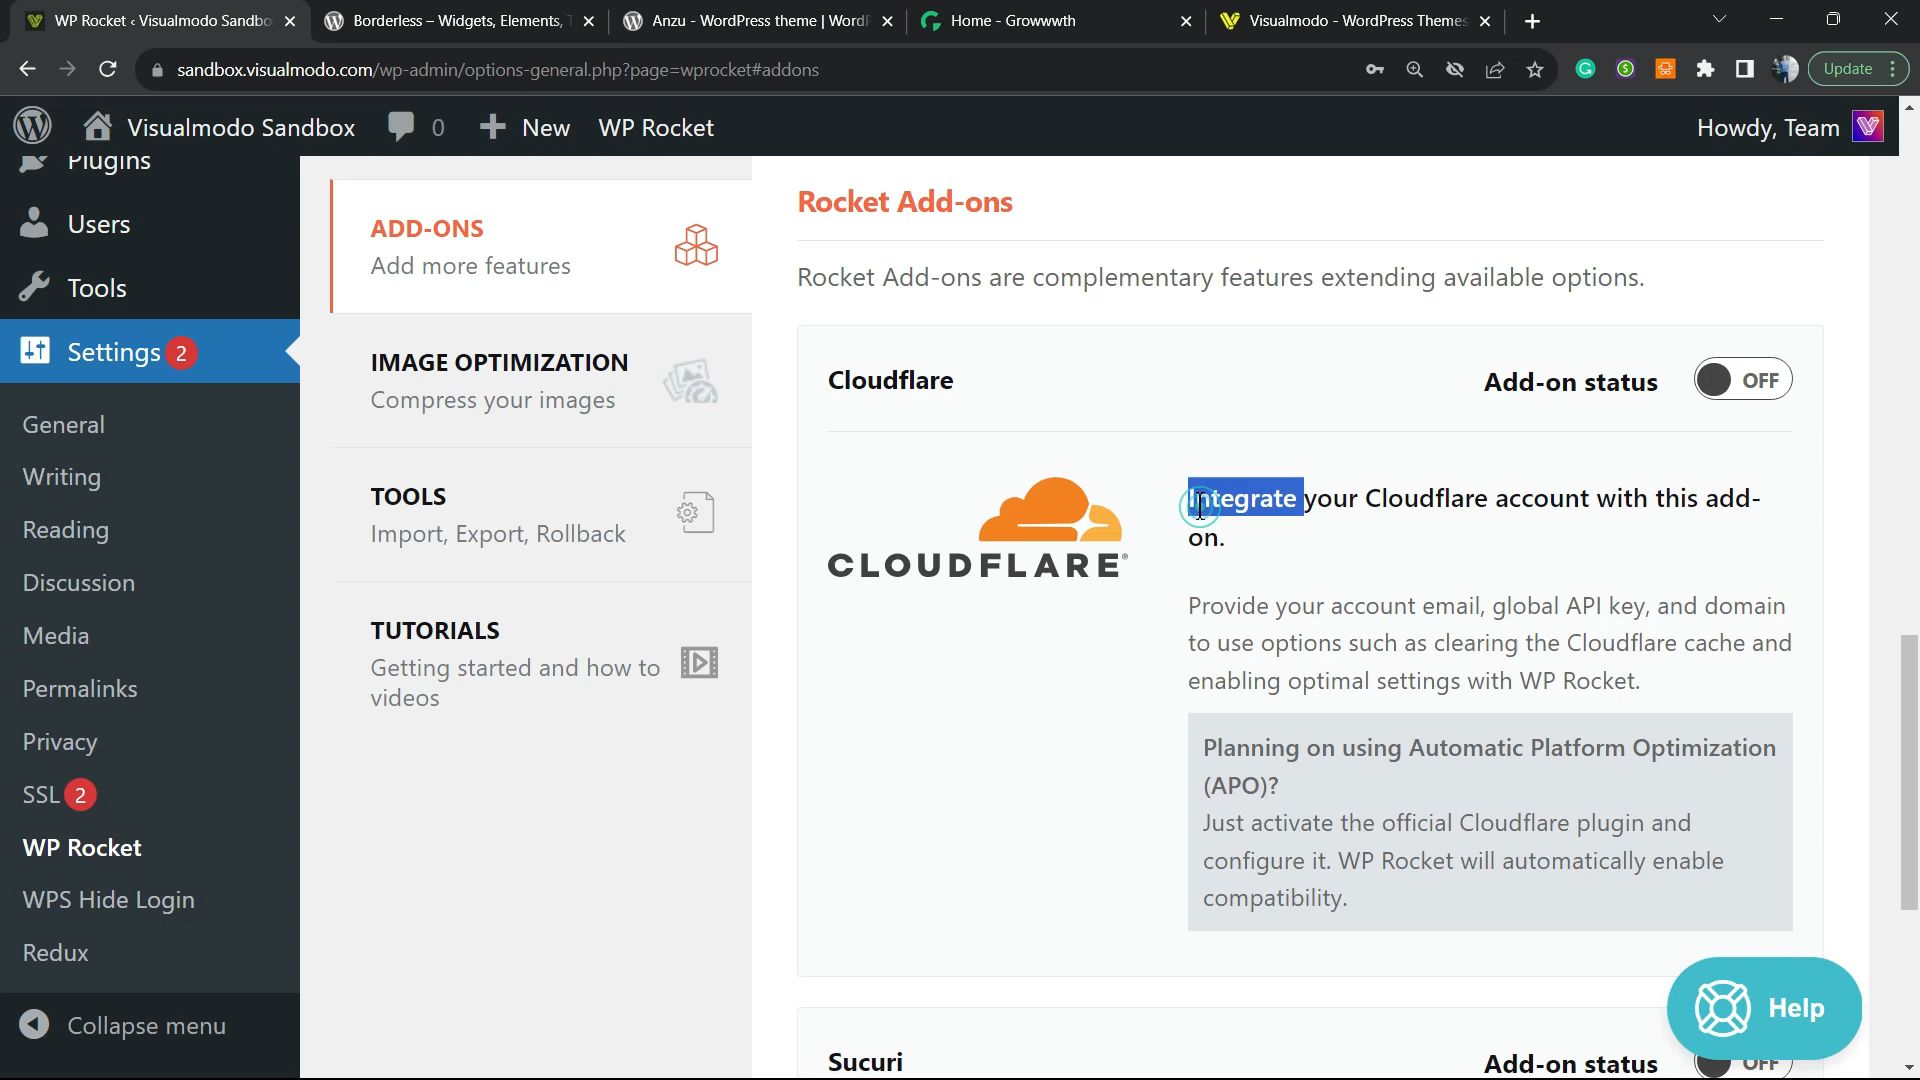 WP Rocket ‹ Visualmodo Sandbo
Borderless – Widgets, Elements, T
Anzu - WordPress theme | WordP
Home - Growwwth
Visualmodo - WordPress Themes
sandbox.visualmodo.com/wp-admin/options-general.php?page=wprocket#addons
Update
Visualmodo Sandbox
0
New
WP Rocket
Howdy, Team
Plugins
Users
Tools
Settings 2
General
Writing
Reading
Discussion
Media
Permalinks
Privacy
SSL 2
WP Rocket
WPS Hide Login
Redux
Collapse menu
ADD-ONS
Add more features
IMAGE OPTIMIZATION
Compress your images
TOOLS
Import, Export, Rollback
TUTORIALS
Getting started and how to
videos
Rocket Add-ons
Rocket Add-ons are complementary features extending available options.
Cloudflare
Add-on status
OFF
CLOUDFLARE®
Integrate your Cloudflare account with this add-
on.
Provide your account email, global API key, and domain
to use options such as clearing the Cloudflare cache and
enabling optimal settings with WP Rocket.
Planning on using Automatic Platform Optimization
(APO)?
Just activate the official Cloudflare plugin and
configure it. WP Rocket will automatically enable
compatibility.
Sucuri
Add-on status
OFF
Help